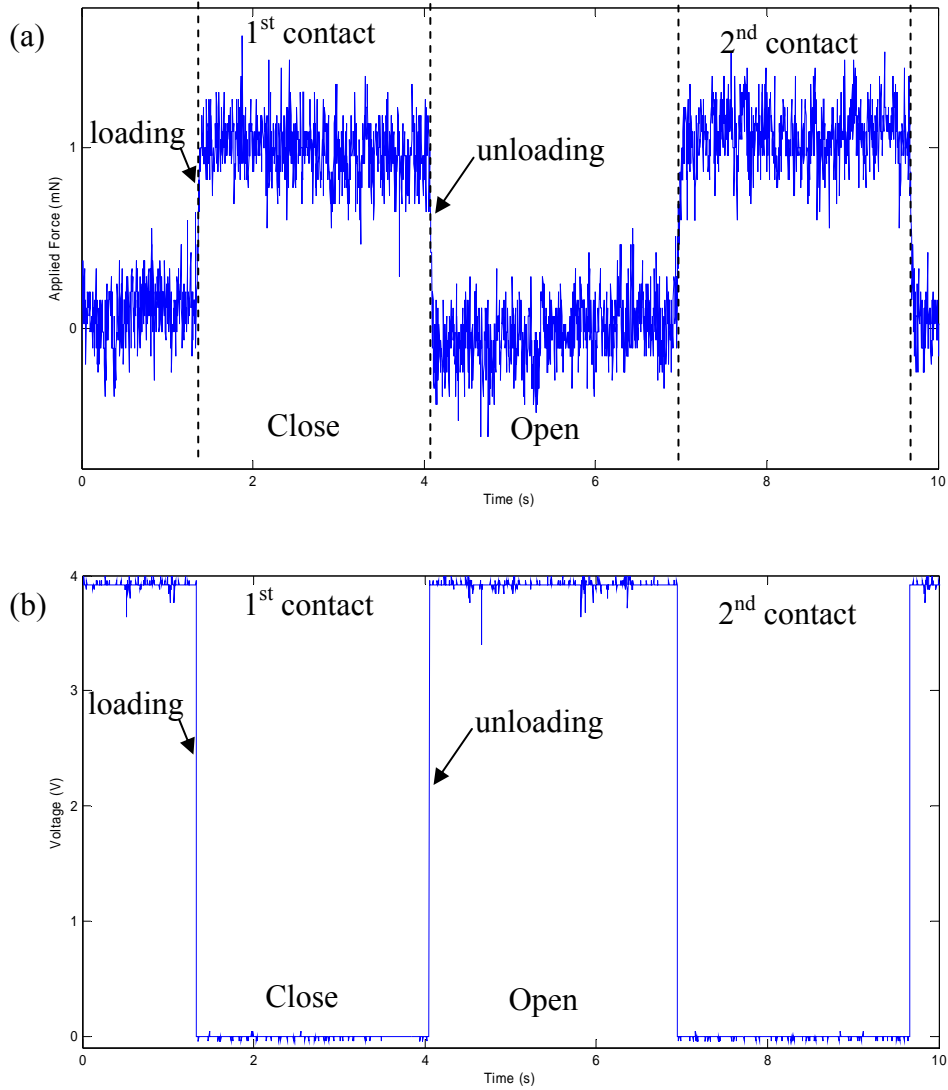 (a)
1st contact
2nd contact
loading
unloading
1
0
Applied Force (mN)
Close
Open
0 2 4 6 8 10
Time (s)
(b)
4
3
2
1
0
1st contact
2nd contact
loading
unloading
Voltage (V)
Close
Open
0 2 4 6 8 10
Time (s)